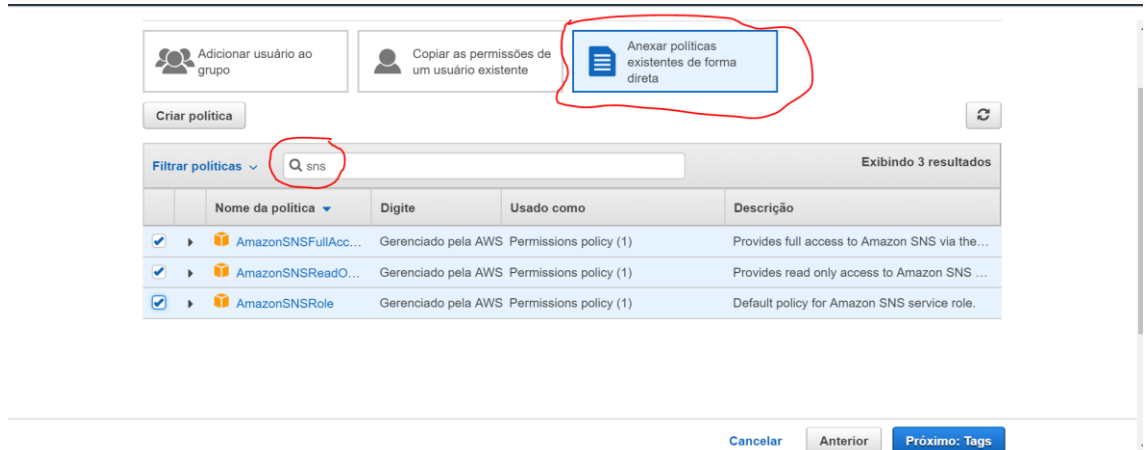 Adicionar usuário ao
grupo
Copiar as permissões de
um usuário existente
Anexar políticas
existentes de forma
direta
Criar política
Filtrar políticas
sns
Exibindo 3 resultados
Nome da política Digite Usado como Descrição
AmazonSNSFullAcc... Gerenciado pela AWS Permissions policy (1) Provides full access to Amazon SNS via the...
AmazonSNSReadO... Gerenciado pela AWS Permissions policy (1) Provides read only access to Amazon SNS ...
AmazonSNSRole Gerenciado pela AWS Permissions policy (1) Default policy for Amazon SNS service role.
Cancelar Anterior Próximo: Tags